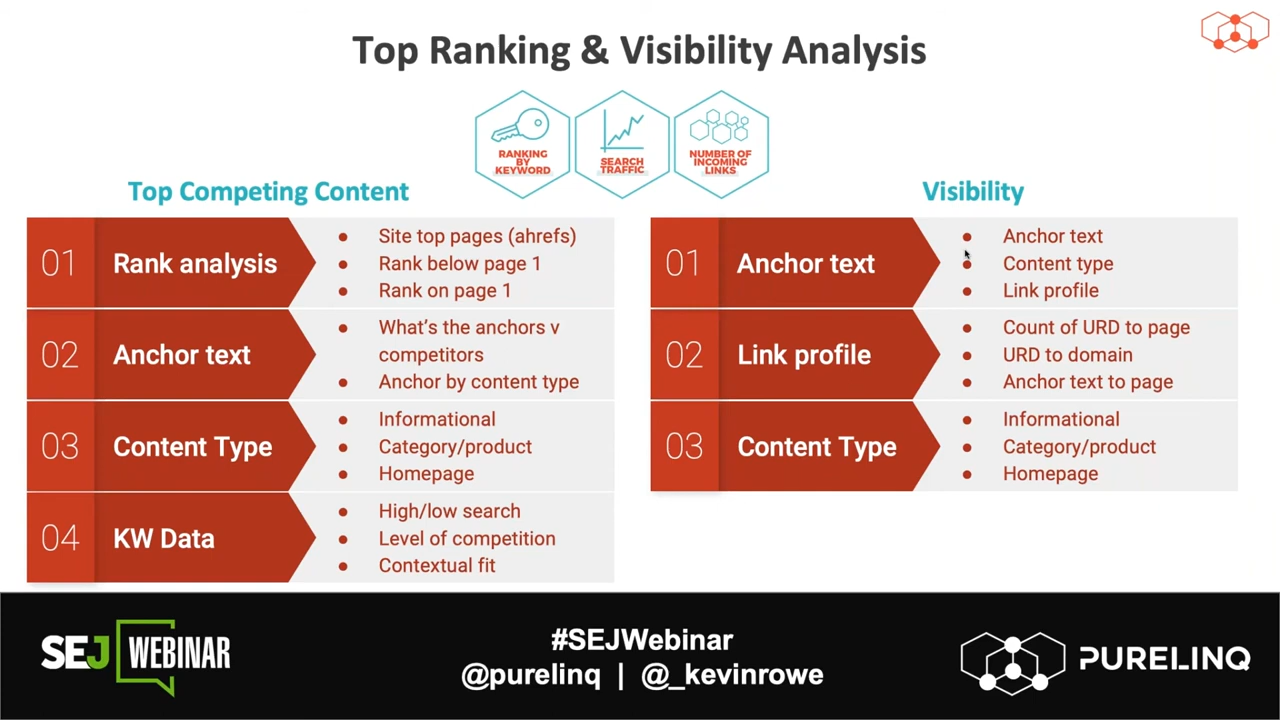 Top Ranking & Visibility Analysis
RANKING
BY
KEYWORD
SEARCH
TRAFFIC
NUMBER OF
INCOMING
LINKS
Top Competing Content
01
Rank analysis
Site top pages (ahrefs)
Rank below page 1
Rank on page 1
02
Anchor text
What’s the anchors v
competitors
Anchor by content type
03
Content Type
Informational
Category/product
Homepage
04
KW Data
High/low search
Level of competition
Contextual fit
Visibility
01
Anchor text
Anchor text
Content type
Link profile
02
Link profile
Count of URD to page
URD to domain
Anchor text to page
03
Content Type
Informational
Category/product
Homepage
SEJ WEBINAR
#SEJWebinar
@purelinq | @_kevinrowe
PURELINQ